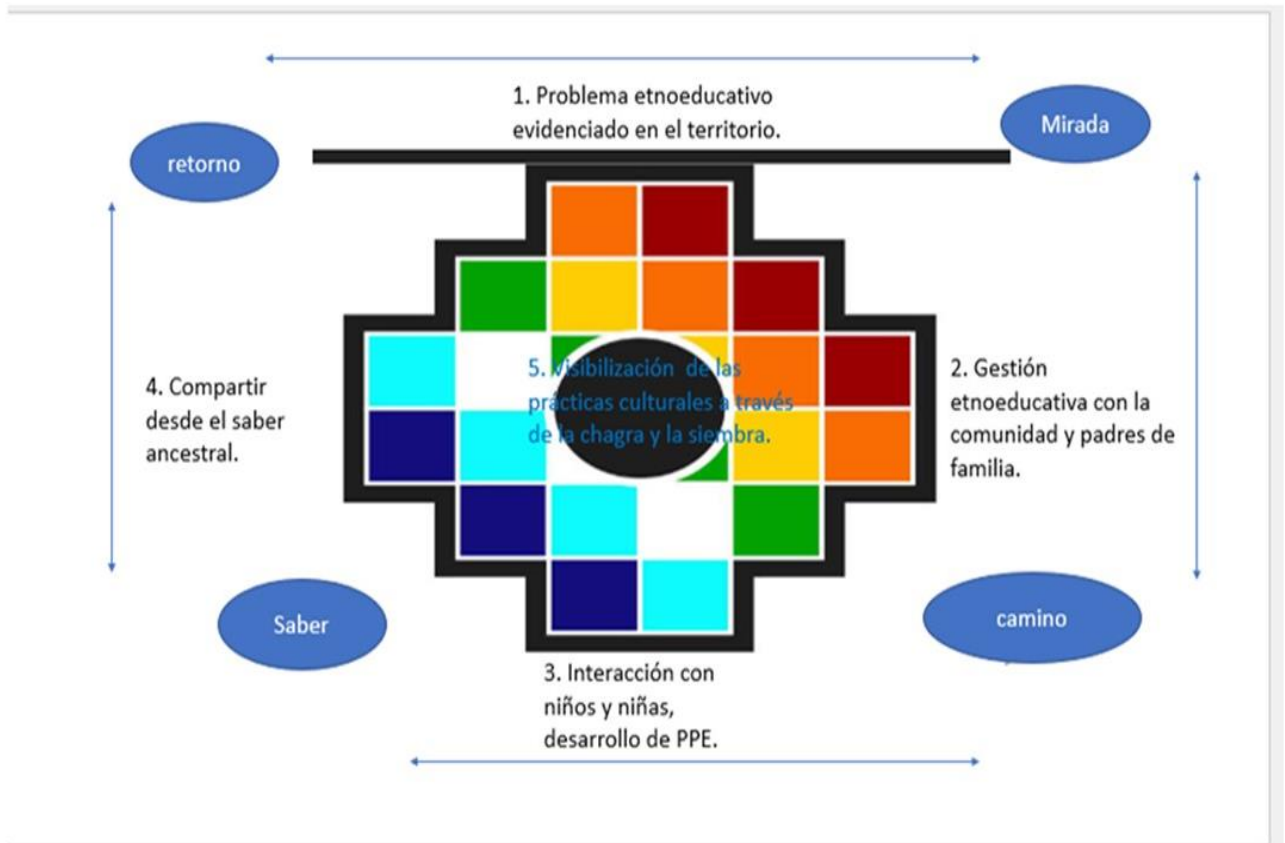 1. Problema etnoeducativo
evidenciado en el territorio.
Mirada
retorno
2. Gestión
etnoeducativa con la
comunidad y padres de
familia.
5. Visibilización de las
prácticas culturales a través
de la chagra y la siembra.
4. Compartir
desde el saber
ancestral.
Saber
camino
3. Interacción con
niños y niñas,
desarrollo de PPE.